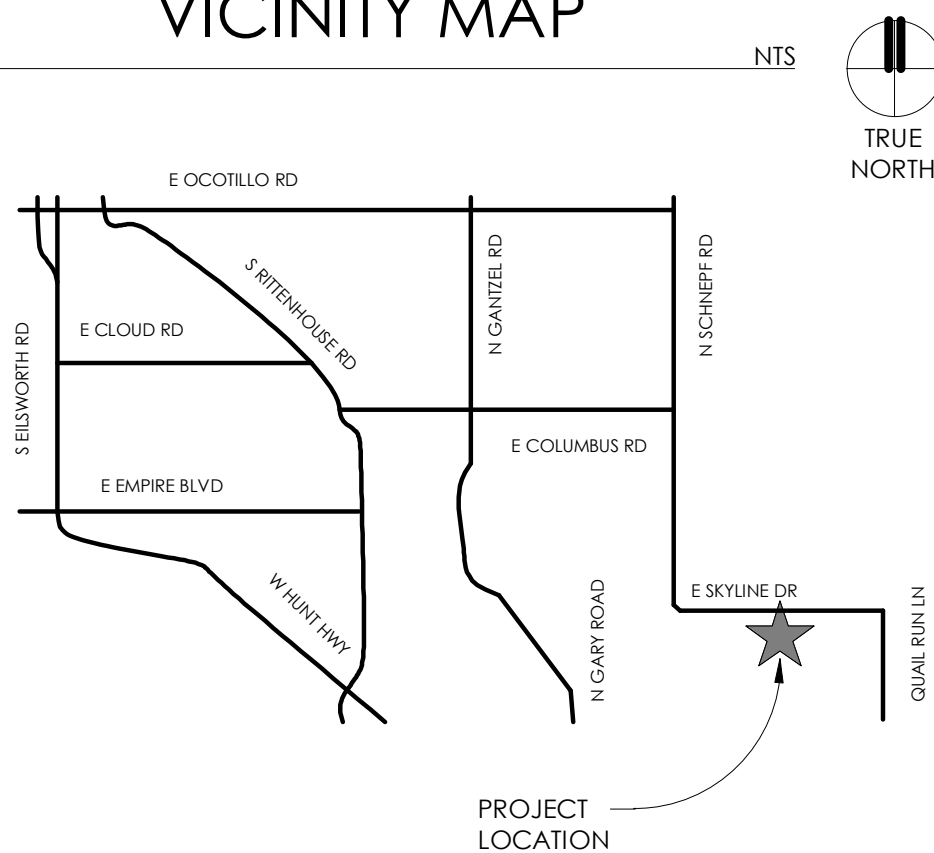 VICINITY MAP
NTS
TRUE
NORTH
E OCOTILLO RD
S RITTENHOUSE RD
N GANTZEL RD
N SCHNEPF RD
E CLOUD RD
S EILSWORTH RD
E COLUMBUS RD
E EMPIRE BLVD
W HUNT HWY
N GARY ROAD
E SKYLINE DR
QUAIL RUN LN
PROJECT
LOCATION